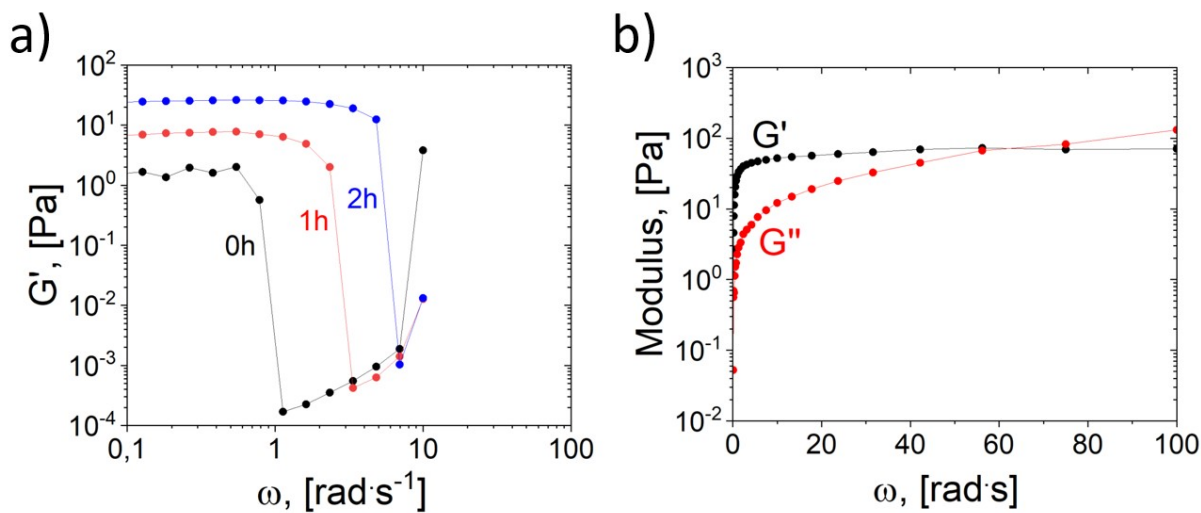 a)
G', [Pa]
10²
10¹
10⁰
10⁻¹
10⁻²
10⁻³
10⁻⁴
0h
1h
2h
0,1
1
10
100
ω, [rad·s⁻¹]
b)
Modulus, [Pa]
10³
10²
10¹
10⁰
10⁻¹
10⁻²
G'
G"
0
20
40
60
80
100
ω, [rad·s]